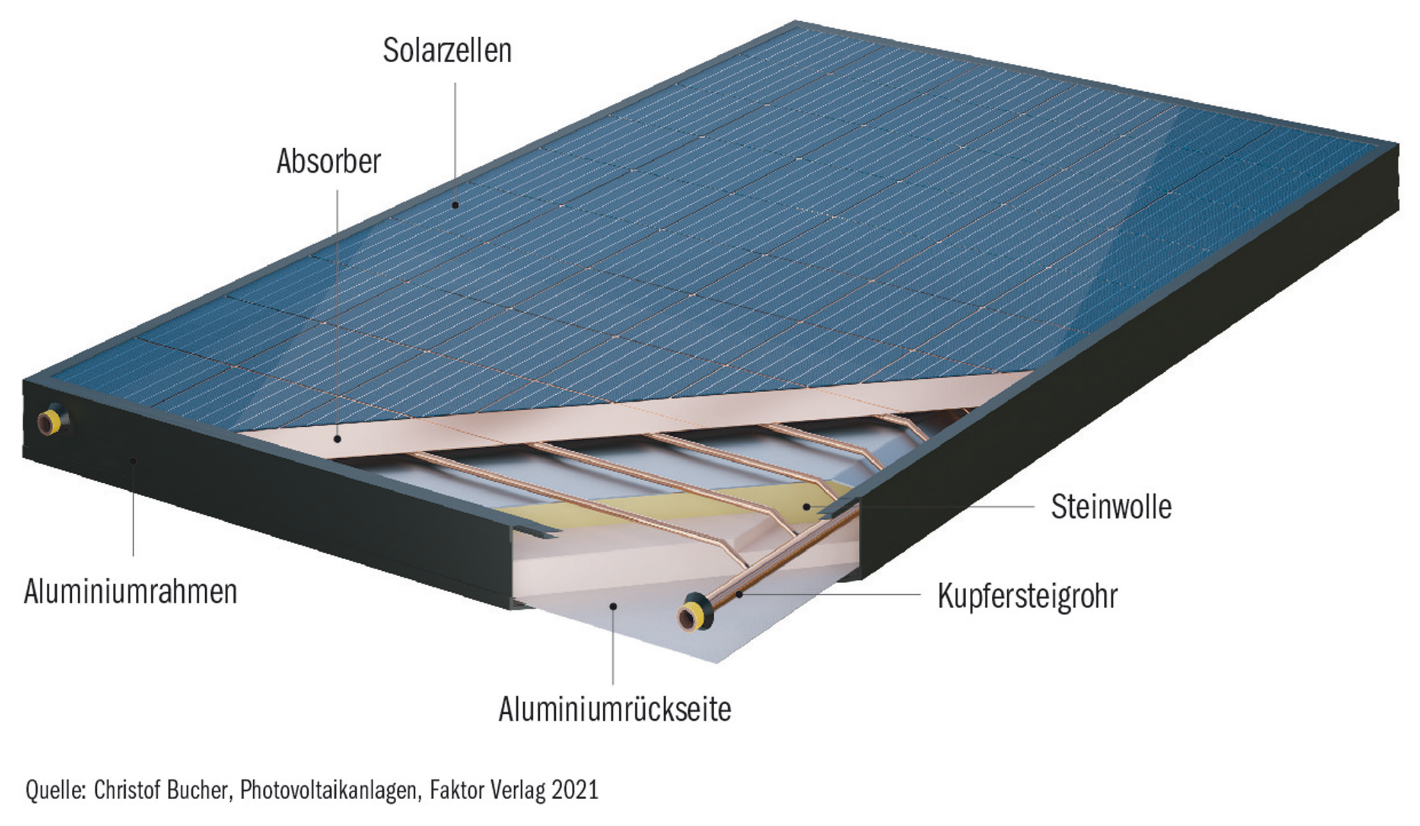 Solarzellen
Absorber
Steinwolle
Aluminiumrahmen
Kupfersteigrohr
Aluminiumrückseite
Quelle: Christof Bucher, Photovoltaikanlagen, Faktor Verlag 2021